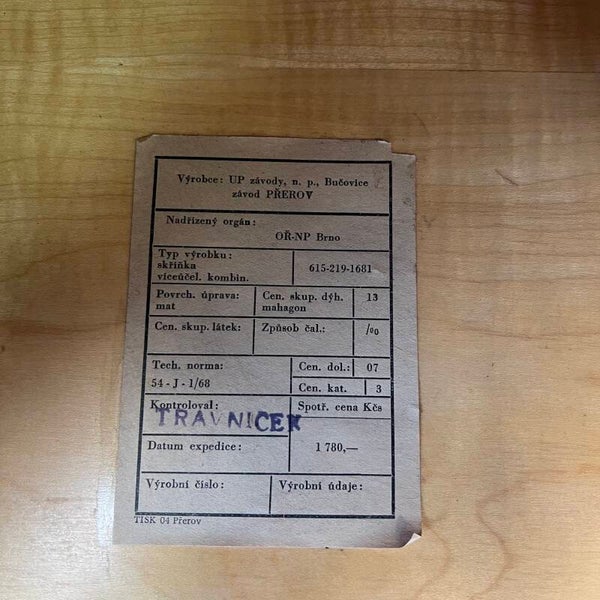 Výrobce: UP závody, n. p., Bučovice
závod PŘEROV
Nadřízený orgán:
OŘ-NP Brno
Typ výrobku:
skříňka
víceúčel. kombin.
615-219-1681
Povrch. úprava:
mat
Cen. skup. dýh.
mahagon
13
Cen. skup. látek:
Způsob čal.:
/00
Tech. norma:
54 - J - 1/68
Cen. dol.: 07
Cen. kat. 3
Kontroloval:
TRAVNICEK
Spotř. cena Kčs
Datum expedice:
1 780,—
Výrobní číslo:
Výrobní údaje:
TISK 04 Přerov